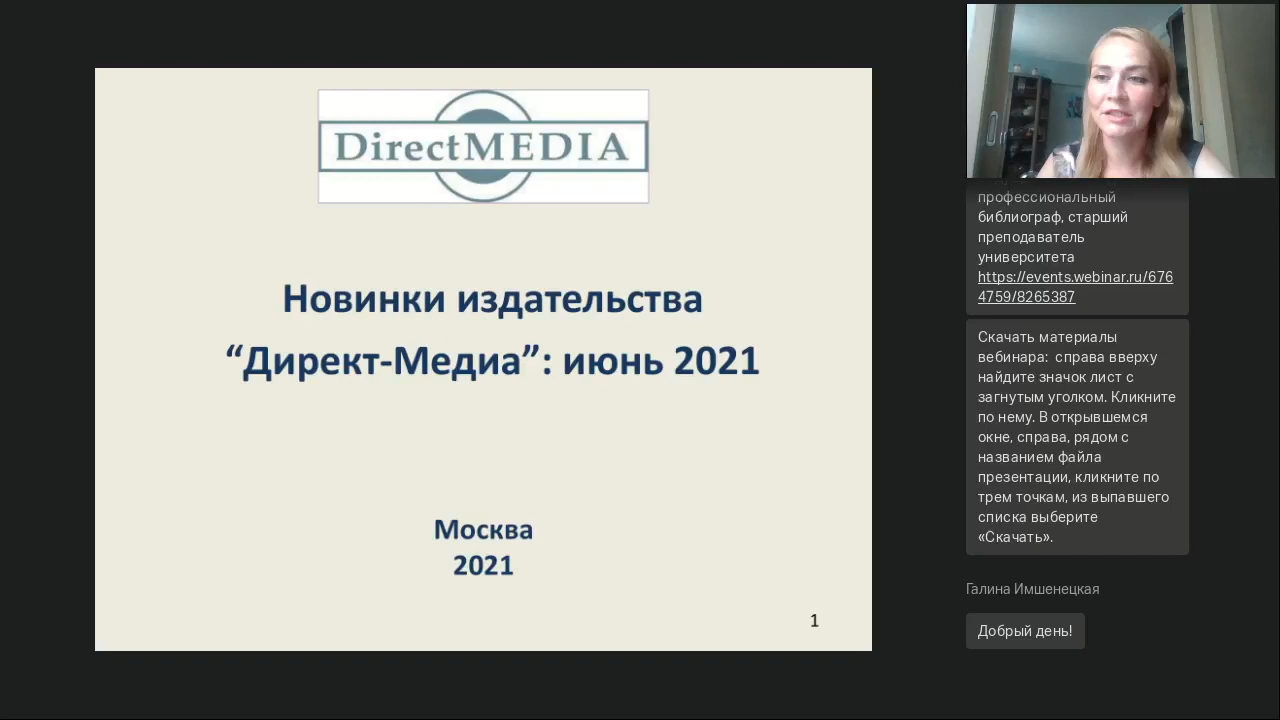 DirectMEDIA
Новинки издательства
“Директ-Медиа”: июнь 2021
Москва
2021
1
профессиональный
библиограф, старший
преподаватель
университета
https://events.webinar.ru/676
4759/8265387
Скачать материалы
вебинара:  справа вверху
найдите значок лист с
загнутым уголком. Кликните
по нему. В открывшемся
окне, справа, рядом с
названием файла
презентации, кликните по
трем точкам, из выпавшего
списка выберите
«Скачать».
Галина Имшенецкая
Добрый день!